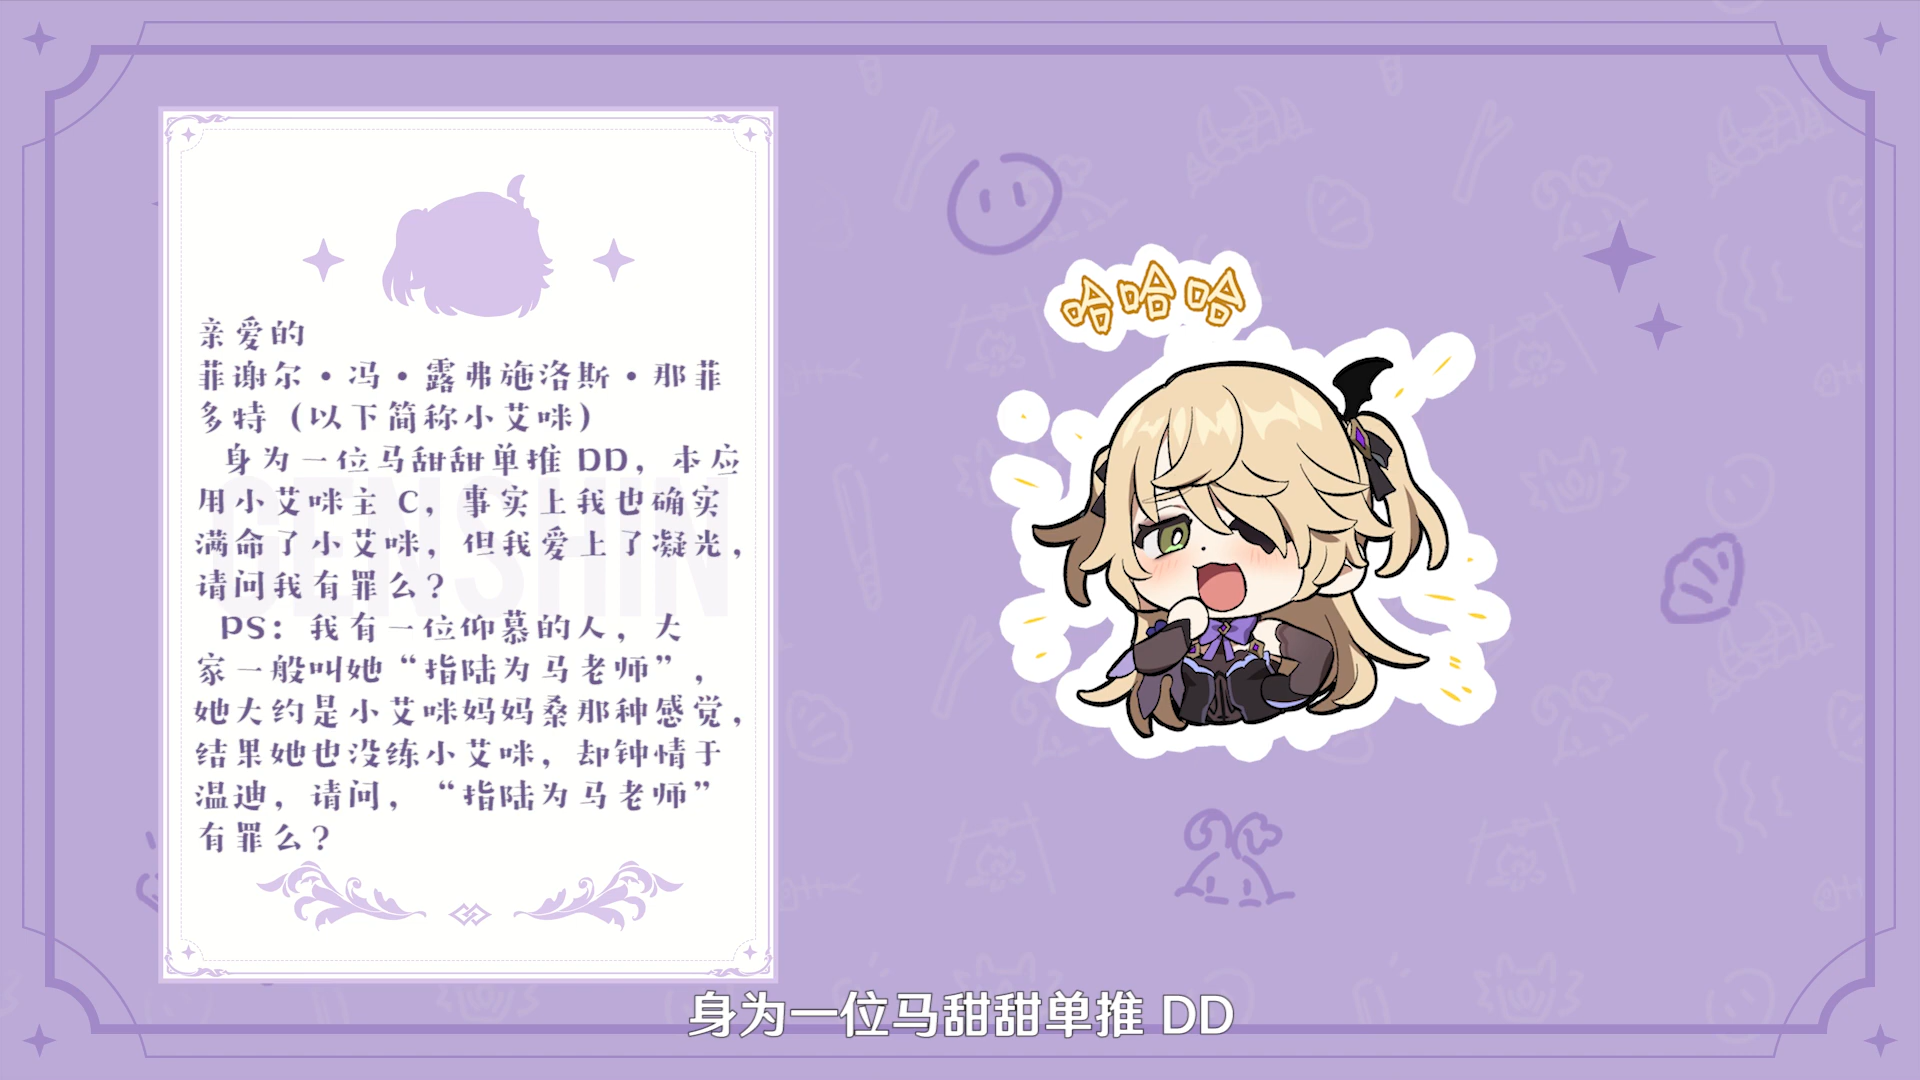 亲爱的
菲谢尔·冯·露弗施洛斯·那菲
多特（以下简称小艾咪）
身为一位马甜甜单推 DD，本应
用小艾咪主 C，事实上我也确实
满命了小艾咪，但我爱上了凝光，
请问我有罪么？
PS：我有一位仰慕的人，大
家一般叫她“指陆为马老师”，
她大约是小艾咪妈妈桑那种感觉，
结果她也没练小艾咪，却钟情于
温迪，请问，“指陆为马老师”
有罪么？
GENSHIN
哈哈哈
身为一位马甜甜单推 DD